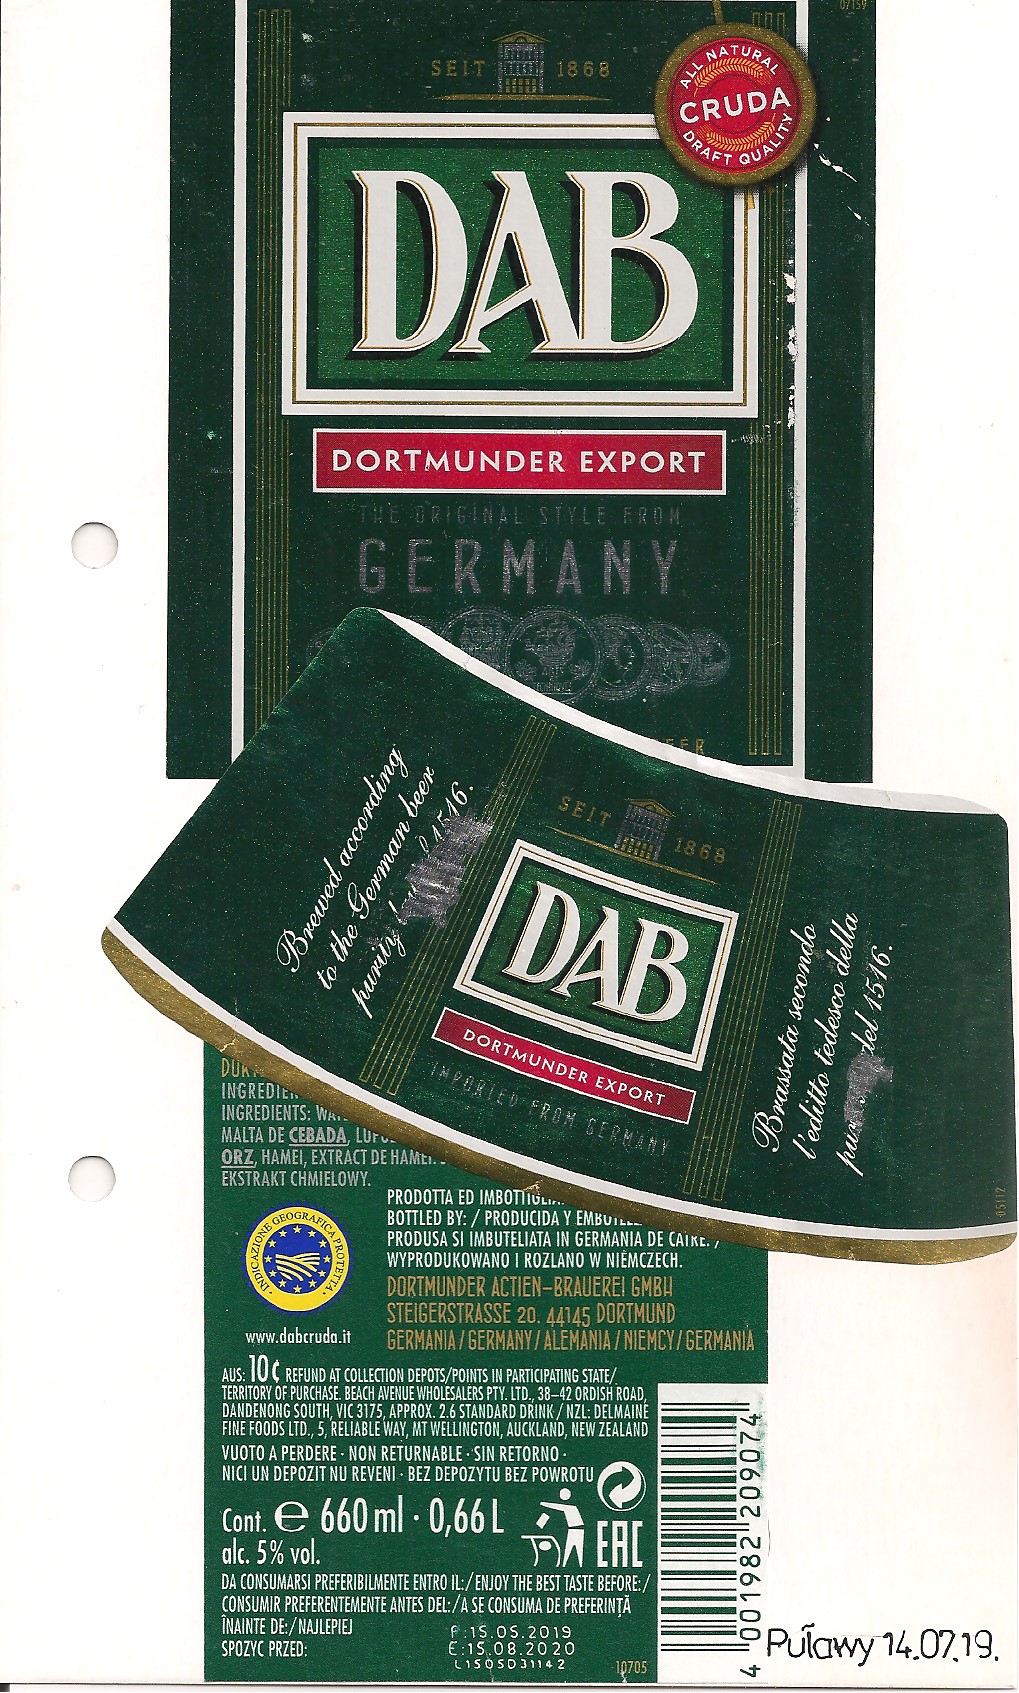 07159
SEIT 1868
ALL NATURAL
CRUDA
DRAFT QUALITY
DAB
DORTMUNDER EXPORT
THE ORIGINAL STYLE FROM
GERMANY
Brewed according
to the German beer
purity 1516.
SEIT 1868
DAB
DORTMUNDER EXPORT
IMPORTED FROM GERMANY
Brassata secondo
l'editto tedesco della
del 1516.
05112
INGREDIENTS:
MALTA DE CEBADA,
ORZ, HAMEI, EXTRACT DE HAMEI.
EKSTRAKT CHMIELOWY.
INDICAZIONE GEOGRAFICA PROTETTA
www.dabcruda.it
PRODOTTA ED
BOTTLED BY: / PRODUCIDA Y
PRODUSA SI IMBUTELIATA IN GERMANIA DE CATRE: /
WYPRODUKOWANO I ROZLANO W NIEMCZECH.
DORTMUNDER ACTIEN-BRAUEREI GMBH
STEIGERSTRASSE 20. 44145 DORTMUND
GERMANIA / GERMANY / ALEMANIA / NIEMCY / GERMANIA
AUS: 10¢ REFUND AT COLLECTION DEPOTS/POINTS IN PARTICIPATING STATE/
TERRITORY OF PURCHASE. BEACH AVENUE WHOLESALERS PTY. LTD., 38–42 ORDISH ROAD,
DANDENONG SOUTH, VIC 3175, APPROX. 2.6 STANDARD DRINK / NZL: DELMAINE
FINE FOODS LTD., 5, RELIABLE WAY, MT WELLINGTON, AUCKLAND, NEW ZEALAND
VUOTO A PERDERE · NON RETURNABLE · SIN RETORNO ·
NICI UN DEPOZIT NU REVENI · BEZ DEPOZYTU BEZ POWROTU
Cont. e 660 ml · 0,66 L
EAC
alc. 5% vol.
DA CONSUMARSI PREFERIBILMENTE ENTRO IL:/ENJOY THE BEST TASTE BEFORE:/
CONSUMIR PREFERENTEMENTE ANTES DEL:/A SE CONSUMA DE PREFERINȚĂ
ÎNAINTE DE:/NAJLEPIEJ
SPOZYC PRZED:
P:15.05.2019
E:15.08.2020
L1505D31142
10705
4 001982 209074
Puławy 14.07.19.